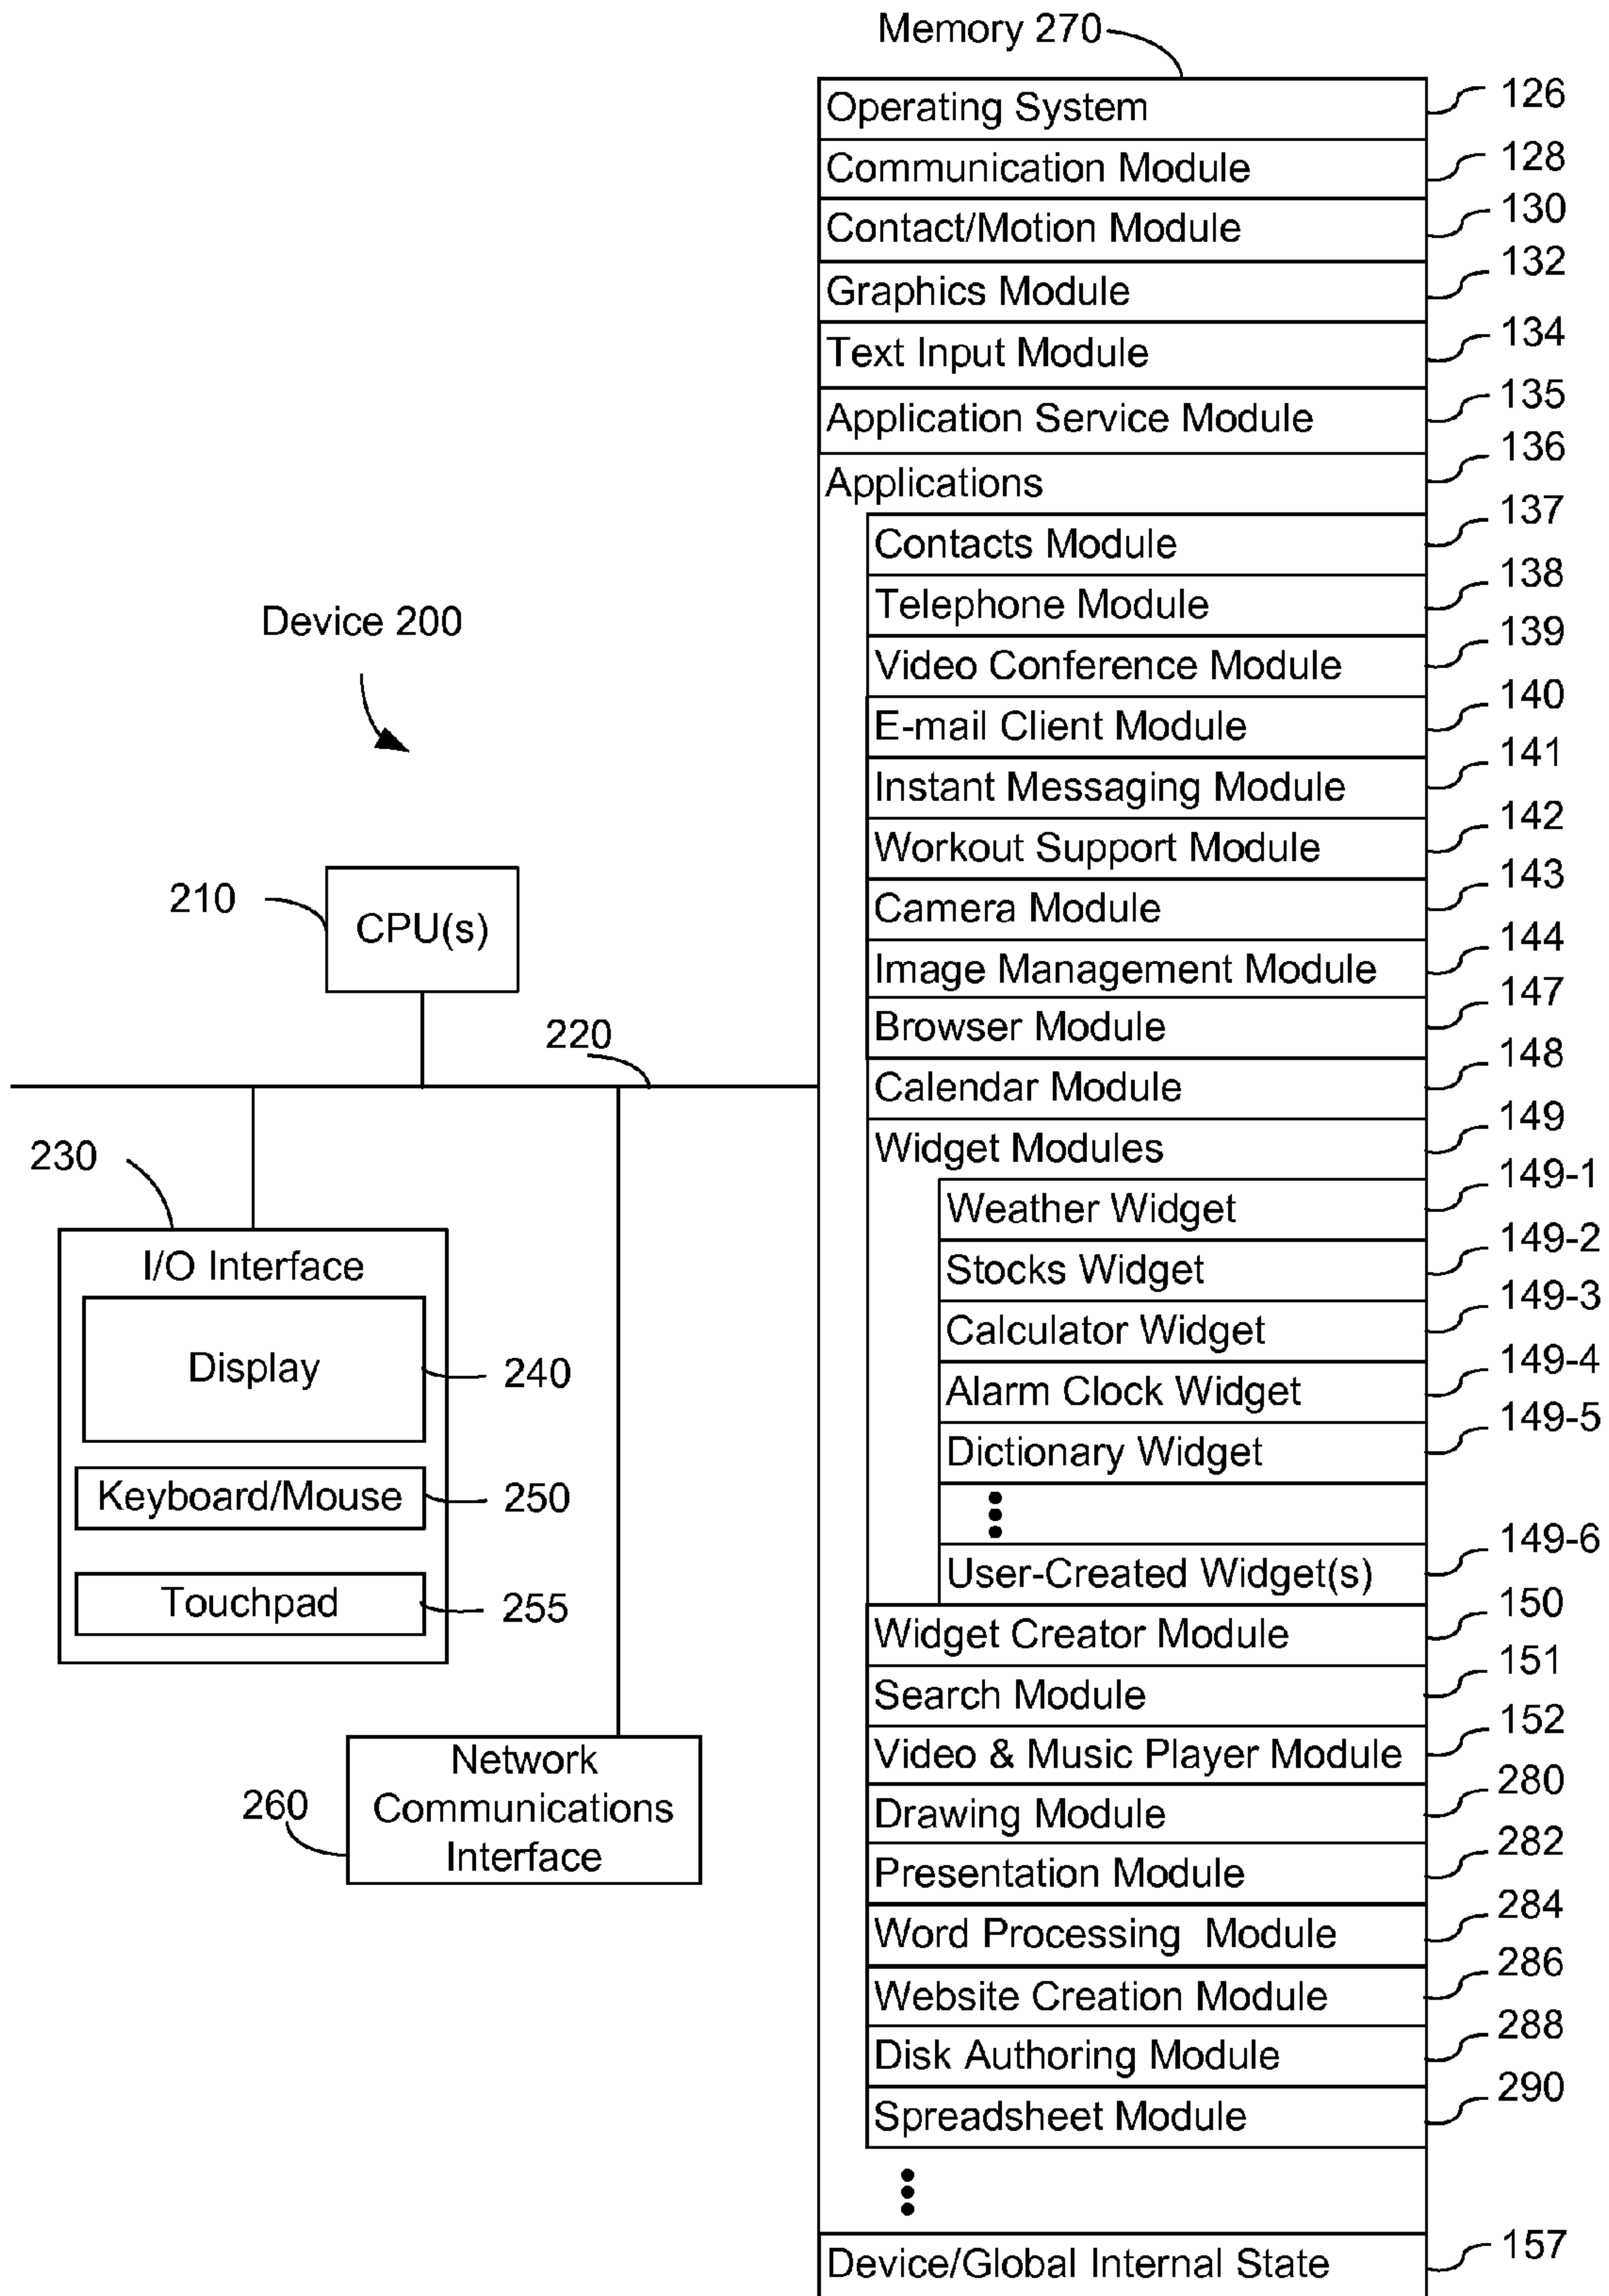 Memory 270
Operating System 126
Communication Module 128
Contact/Motion Module 130
Graphics Module 132
Text Input Module 134
Application Service Module 135
Applications 136
Contacts Module 137
Telephone Module 138
Video Conference Module 139
E-mail Client Module 140
Instant Messaging Module 141
Workout Support Module 142
Camera Module 143
Image Management Module 144
Browser Module 147
Calendar Module 148
Widget Modules 149
Weather Widget 149-1
Stocks Widget 149-2
Calculator Widget 149-3
Alarm Clock Widget 149-4
Dictionary Widget 149-5
User-Created Widget(s) 149-6
Widget Creator Module 150
Search Module 151
Video & Music Player Module 152
Drawing Module 280
Presentation Module 282
Word Processing Module 284
Website Creation Module 286
Disk Authoring Module 288
Spreadsheet Module 290
Device/Global Internal State 157
Device 200
210
CPU(s)
220
230
I/O Interface
Display 240
Keyboard/Mouse 250
Touchpad 255
260
Network
Communications
Interface